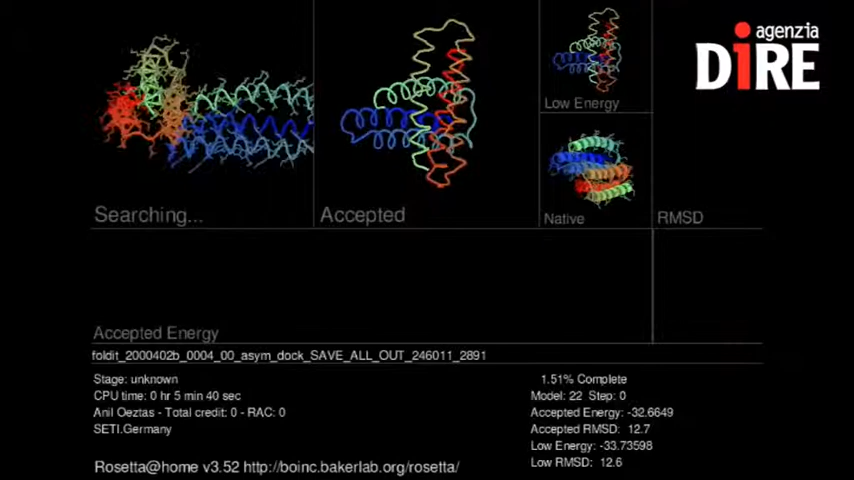 agenzia
DiRE
Searching...
Accepted
Low Energy
Native
RMSD
Accepted Energy
foldit_2000402b_0004_00_asym_dock_SAVE_ALL_OUT_246011_2891
Stage: unknown
CPU time: 0 hr 5 min 40 sec
Anil Oeztas - Total credit: 0 - RAC: 0
SETI.Germany
1.51% Complete
Model: 22 Step: 0
Accepted Energy: -32.6649
Accepted RMSD: 12.7
Low Energy: -33.73598
Low RMSD: 12.6
Rosetta@home v3.52 http://boinc.bakerlab.org/rosetta/